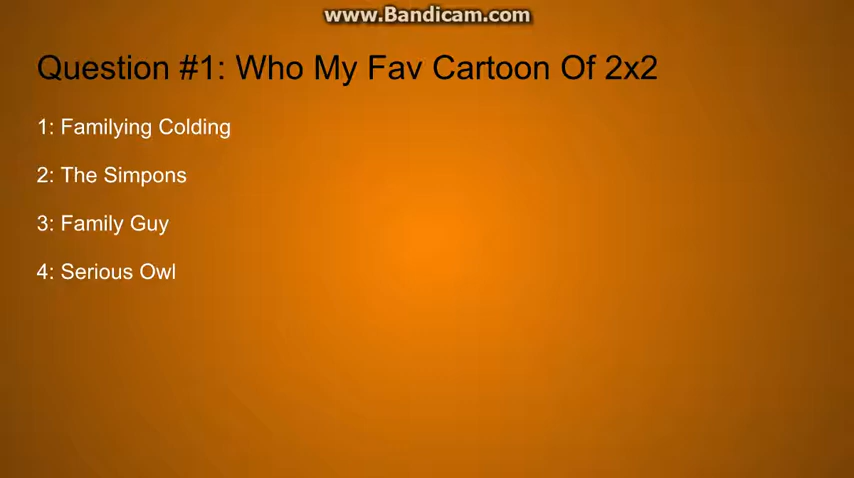 www.Bandicam.com
Question #1: Who My Fav Cartoon Of 2x2
1: Familying Colding
2: The Simpons
3: Family Guy
4: Serious Owl